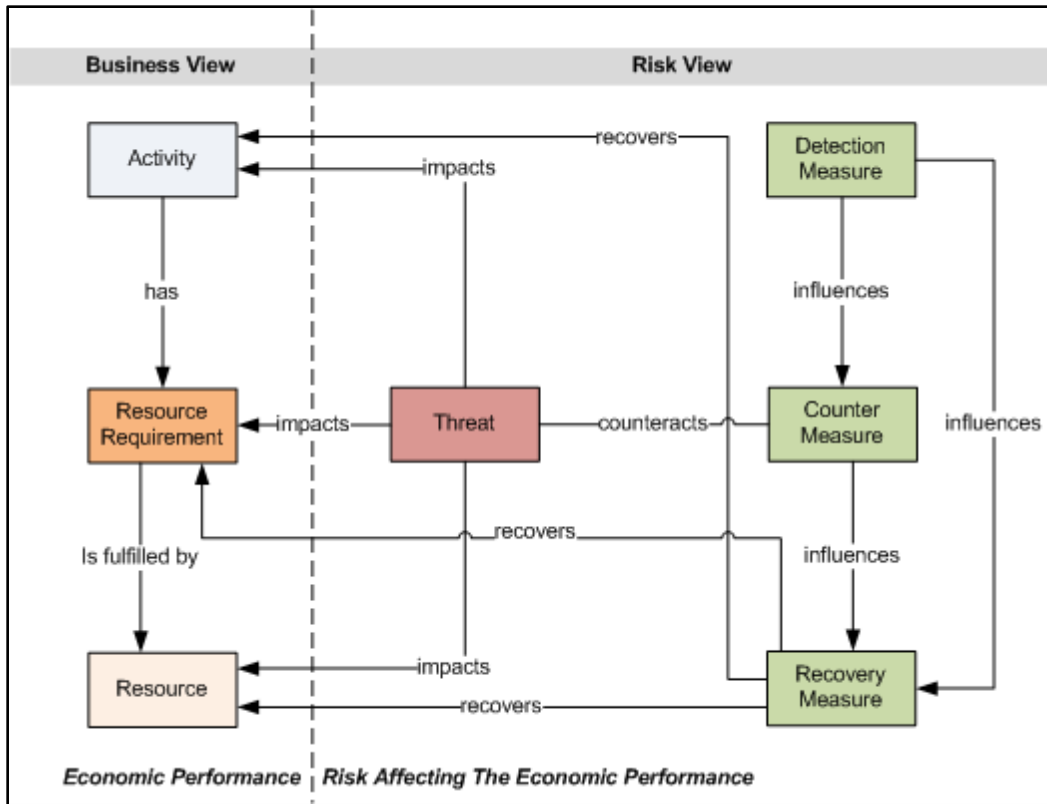 Business View
Risk View
Activity
recovers
impacts
Detection
Measure
has
influences
Resource
Requirement
impacts
Threat
counteracts
Counter
Measure
influences
recovers
Is fulfilled by
influences
Resource
impacts
recovers
Recovery
Measure
Economic Performance
Risk Affecting The Economic Performance